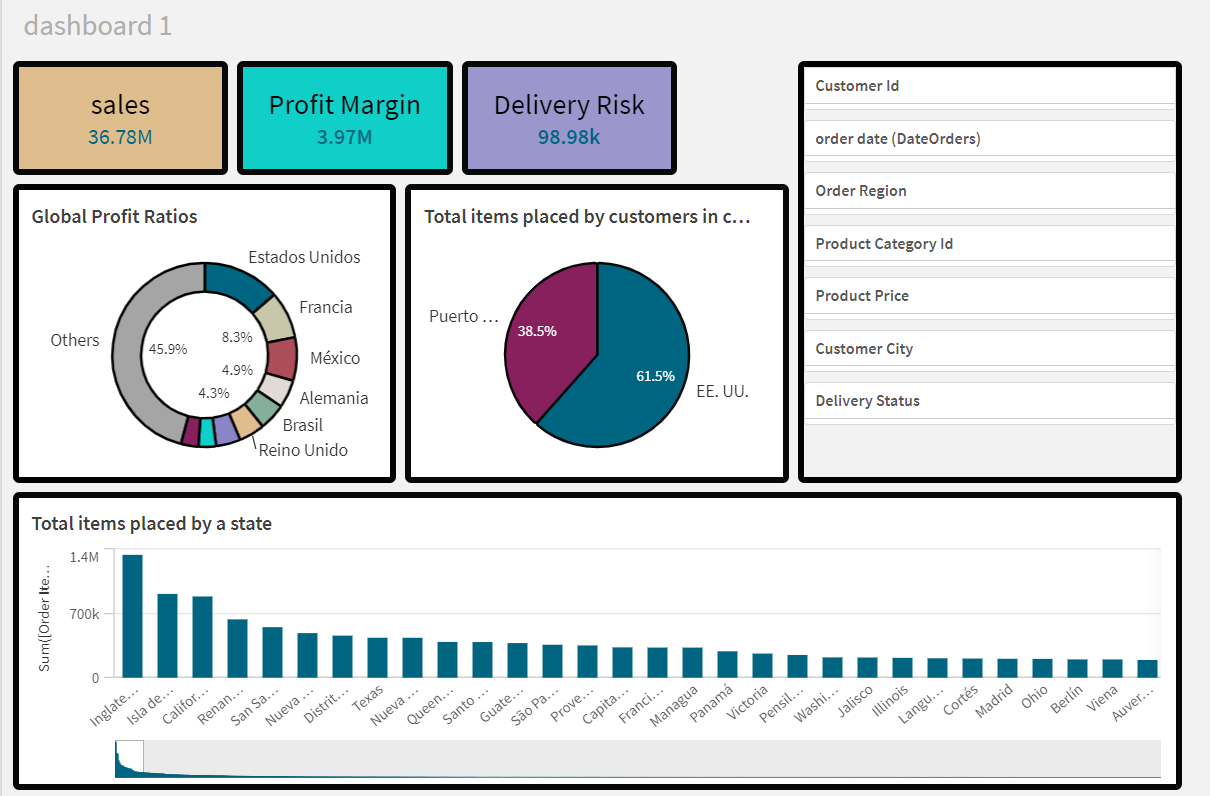 dashboard 1
sales
36.78M
Profit Margin
3.97M
Delivery Risk
98.98k
Customer Id
order date (DateOrders)
Order Region
Product Category Id
Product Price
Customer City
Delivery Status
Global Profit Ratios
Estados Unidos
Francia
México
Alemania
Brasil
Reino Unido
Others
45.9%
8.3%
4.9%
4.3%
Total items placed by customers in c…
Puerto …
38.5%
61.5%
EE. UU.
Total items placed by a state
Sum([Order Ite…
1.4M
700k
0
Inglate…
Isla de…
Califor…
Renan…
San Sa…
Nueva …
Distrit…
Texas
Nueva …
Queen…
Santo …
Guate…
São Pa…
Prove…
Capita…
Franci…
Managua
Panamá
Victoria
Pensil…
Washi…
Jalisco
Illinois
Langu…
Cortés
Madrid
Ohio
Berlín
Viena
Auver…